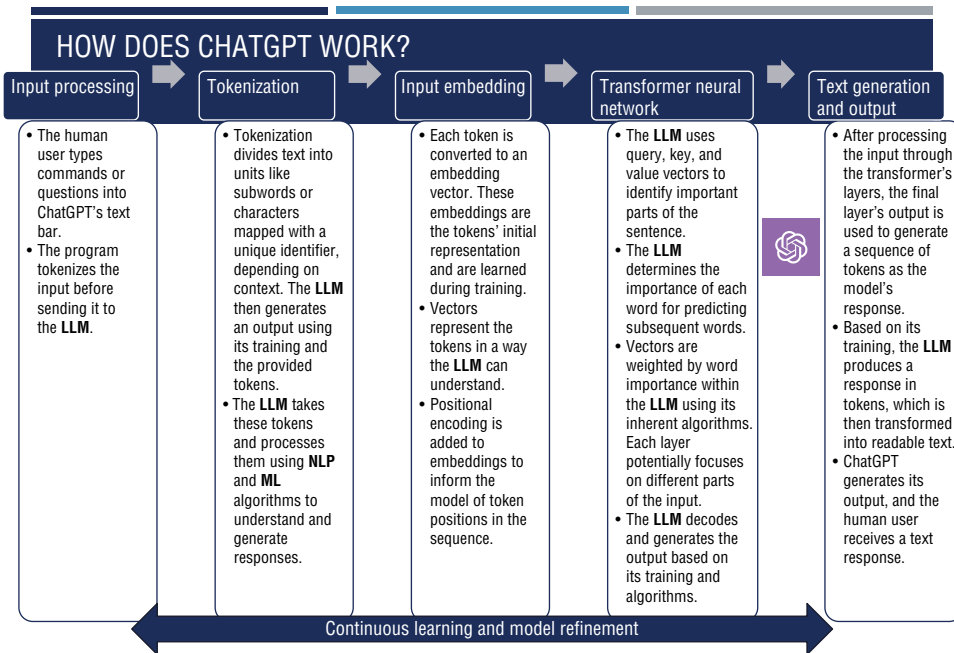 HOW DOES CHATGPT WORK?
Input processing
• The human
user types
commands or
questions into
ChatGPT's text
bar.
• The program
tokenizes the
input before
sending it to
the LLM.
Tokenization
• Tokenization
divides text into
units like
subwords or
characters
mapped with a
unique identifier,
depending on
context. The LLM
then generates
an output using
its training and
the provided
tokens.
• The LLM takes
these tokens
and processes
them using NLP
and ML
algorithms to
understand and
generate
responses.
Input embedding
• Each token is
converted to an
embedding
vector. These
embeddings are
the tokens' initial
representation
and are learned
during training.
• Vectors
represent the
tokens in a way
the LLM can
understand.
• Positional
encoding is
added to
embeddings to
inform the
model of token
positions in the
sequence.
Transformer neural
network
• The LLM uses
query, key, and
value vectors to
identify important
parts of the
sentence.
• The LLM
determines the
importance of each
word for predicting
subsequent words.
• Vectors are
weighted by word
importance within
the LLM using its
inherent algorithms.
Each layer
potentially focuses
on different parts
of the input.
• The LLM decodes
and generates the
output based on
its training and
algorithms.
Text generation
and output
• After processing
the input through
the transformer's
layers, the final
layer's output is
used to generate
a sequence of
tokens as the
model's
response.
• Based on its
training, the LLM
produces a
response in
tokens, which is
then transformed
into readable text.
• ChatGPT
generates its
output, and the
human user
receives a text
response.
Continuous learning and model refinement